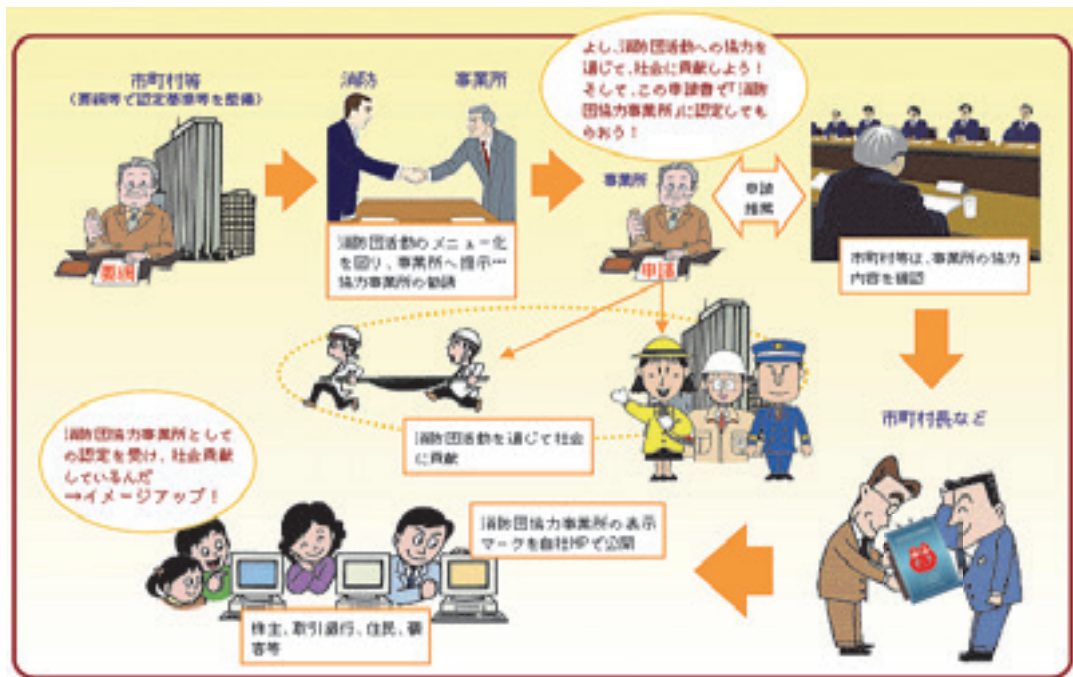 市町村等
(要綱等で認定基準等を整備)
要綱
消防
事業所
消防団活動のメニュー化
を図り、事業所へ提示…
協力事業所の勧誘
よし、消防団活動への協力を
通じて、社会に貢献しよう!
そして、この申請書で「消防
団協力事業所」に認定しても
らおう!
事業所
申請
申請
推薦
市町村等は、事業所の協力
内容を確認
消防団活動を通じて社会
に貢献
市町村長など
消防団協力事業所として
の認定を受け、社会貢献
しているんだ
→イメージアップ!
消防団協力事業所の表示
マークを自社HPで公開
株主、取引銀行、住民、顧
客等